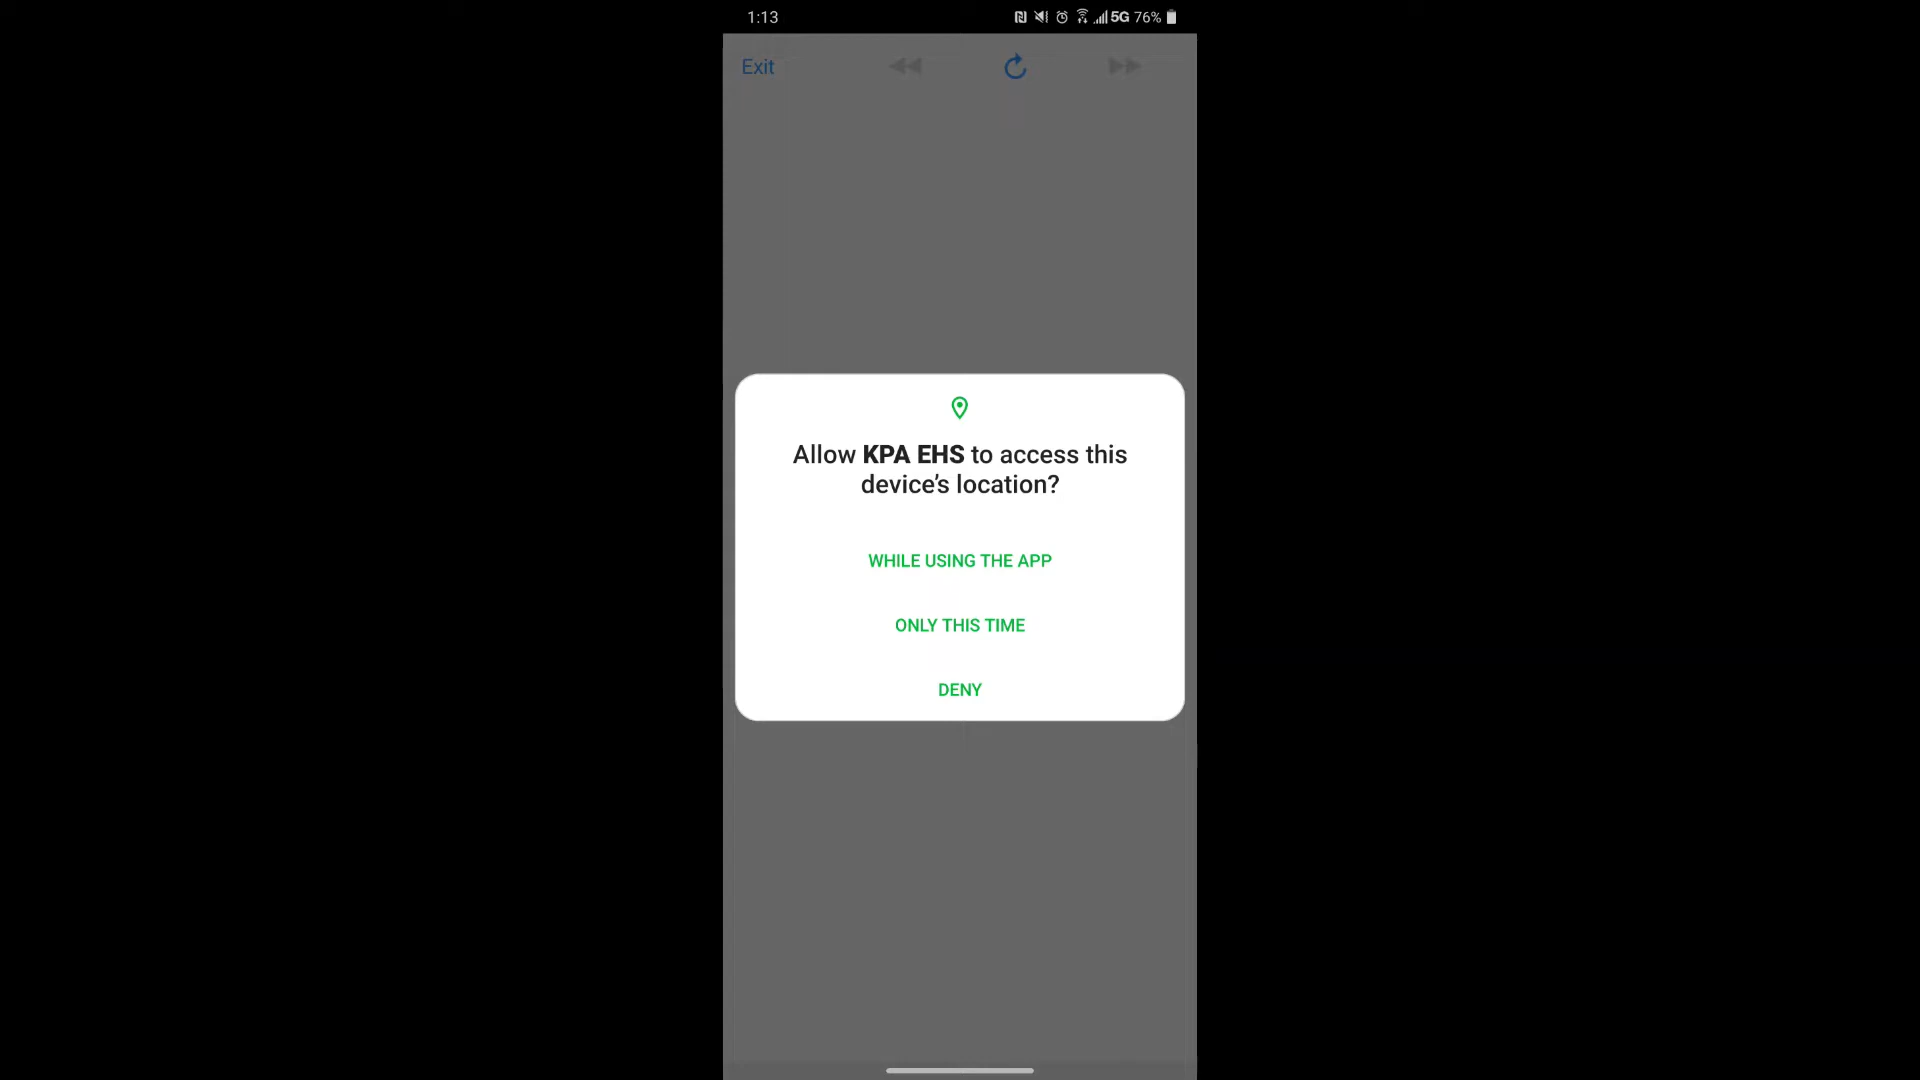 1:13
5G 76%
Exit
Allow KPA EHS to access this
device’s location?
WHILE USING THE APP
ONLY THIS TIME
DENY